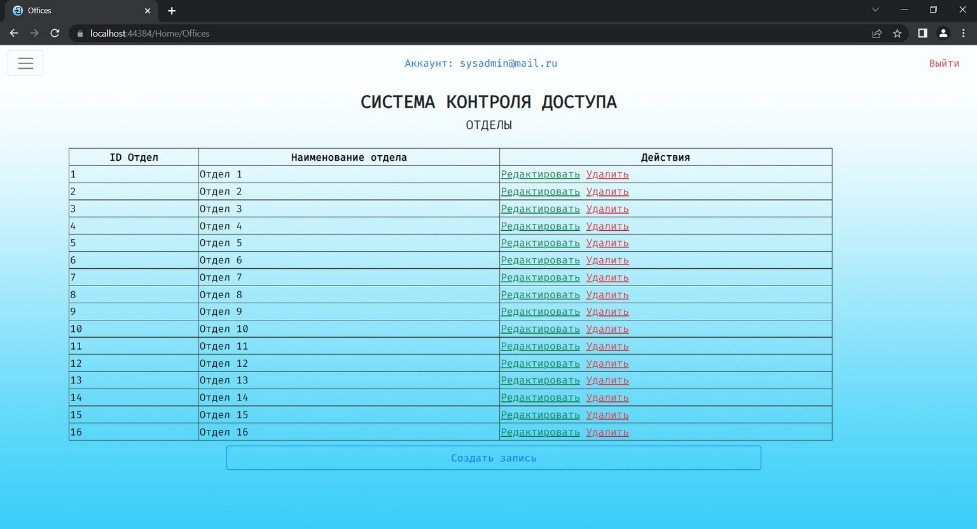 Offices
localhost:44384/Home/Offices
Аккаунт: sysadmin@mail.ru
Выйти
СИСТЕМА КОНТРОЛЯ ДОСТУПА
ОТДЕЛЫ
ID Отдел Наименование отдела Действия
1 Отдел 1 Редактировать Удалить
2 Отдел 2 Редактировать Удалить
3 Отдел 3 Редактировать Удалить
4 Отдел 4 Редактировать Удалить
5 Отдел 5 Редактировать Удалить
6 Отдел 6 Редактировать Удалить
7 Отдел 7 Редактировать Удалить
8 Отдел 8 Редактировать Удалить
9 Отдел 9 Редактировать Удалить
10 Отдел 10 Редактировать Удалить
11 Отдел 11 Редактировать Удалить
12 Отдел 12 Редактировать Удалить
13 Отдел 13 Редактировать Удалить
14 Отдел 14 Редактировать Удалить
15 Отдел 15 Редактировать Удалить
16 Отдел 16 Редактировать Удалить
Создать запись